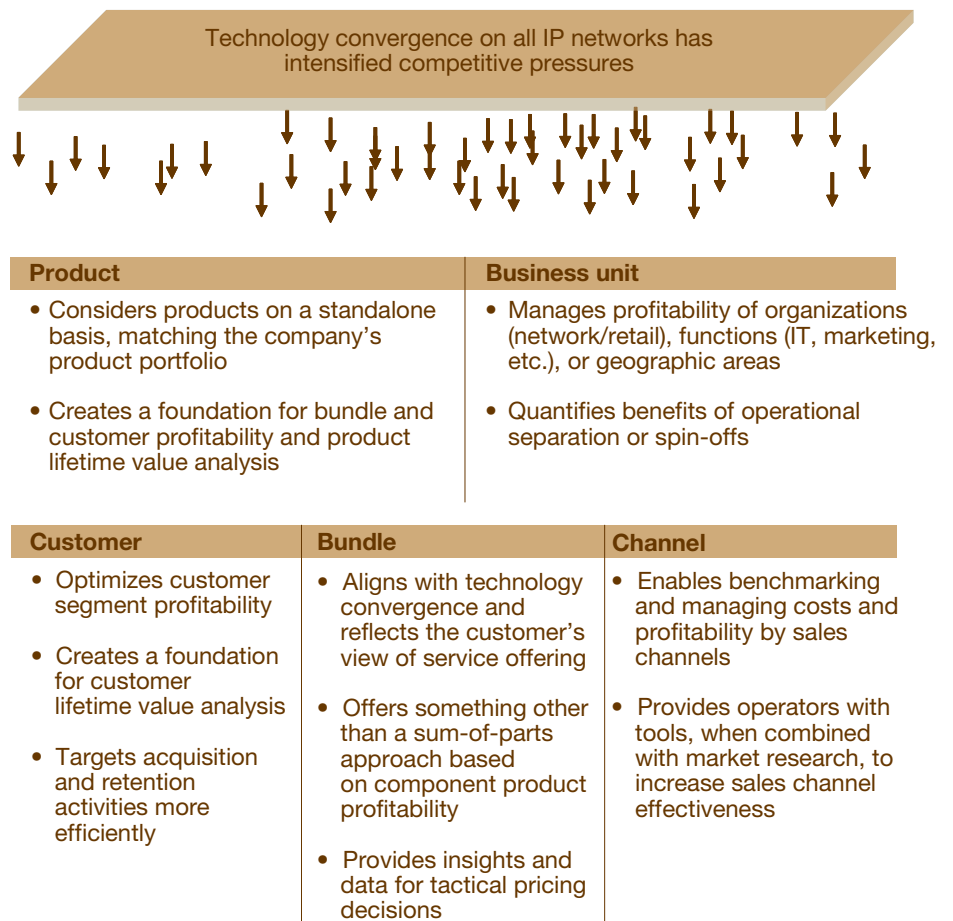 Technology convergence on all IP networks has
intensified competitive pressures
Product
• Considers products on a standalone
basis, matching the company’s
product portfolio
• Creates a foundation for bundle and
customer profitability and product
lifetime value analysis
Business unit
• Manages profitability of organizations
(network/retail), functions (IT, marketing,
etc.), or geographic areas
• Quantifies benefits of operational
separation or spin-offs
Customer
• Optimizes customer
segment profitability
• Creates a foundation
for customer
lifetime value analysis
• Targets acquisition
and retention
activities more
efficiently
Bundle
• Aligns with technology
convergence and
reflects the customer’s
view of service offering
• Offers something other
than a sum-of-parts
approach based
on component product
profitability
• Provides insights and
data for tactical pricing
decisions
Channel
• Enables benchmarking
and managing costs and
profitability by sales
channels
• Provides operators with
tools, when combined
with market research, to
increase sales channel
effectiveness